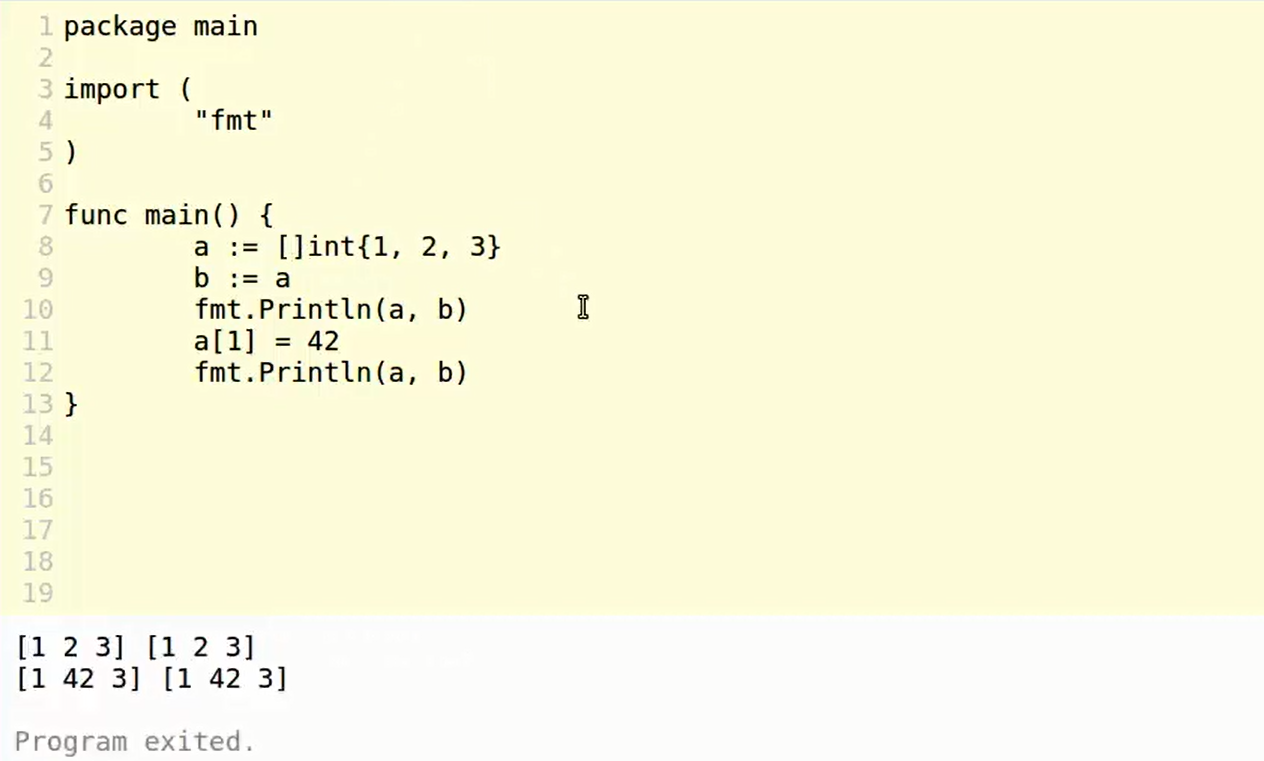 1 package main
2
3 import (
4 "fmt"
5 )
6
7 func main() {
8 a := []int{1, 2, 3}
9 b := a
10 fmt.Println(a, b)
11 a[1] = 42
12 fmt.Println(a, b)
13 }
14
15
16
17
18
19
[1 2 3] [1 2 3]
[1 42 3] [1 42 3]
Program exited.